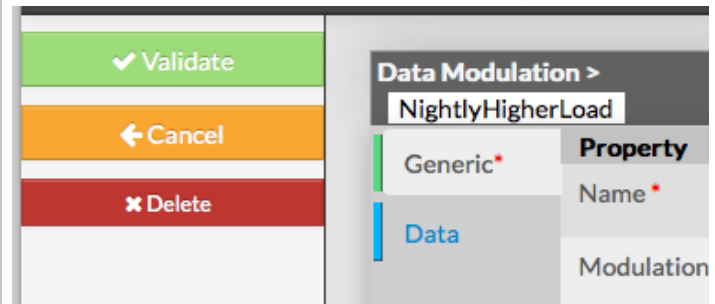 Validate
Cancel
Delete
Data Modulation >
NightlyHigherLoad
Generic*
Data
Property
Name *
Modulation